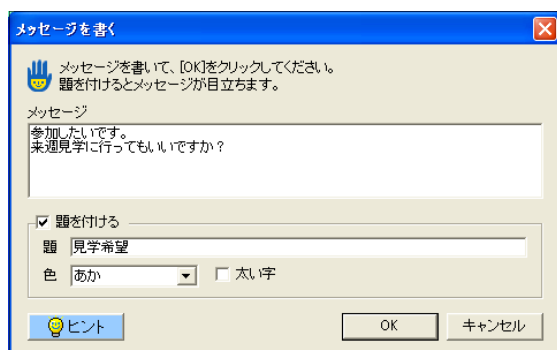 メッセージを書く
メッセージを書いて、[OK]をクリックしてください。
題を付けるとメッセージが目立ちます。
メッセージ
参加したいです。
来週見学に行ってもいいですか？
題を付ける
題 見学希望
色 あか 太い字
ヒント OK キャンセル